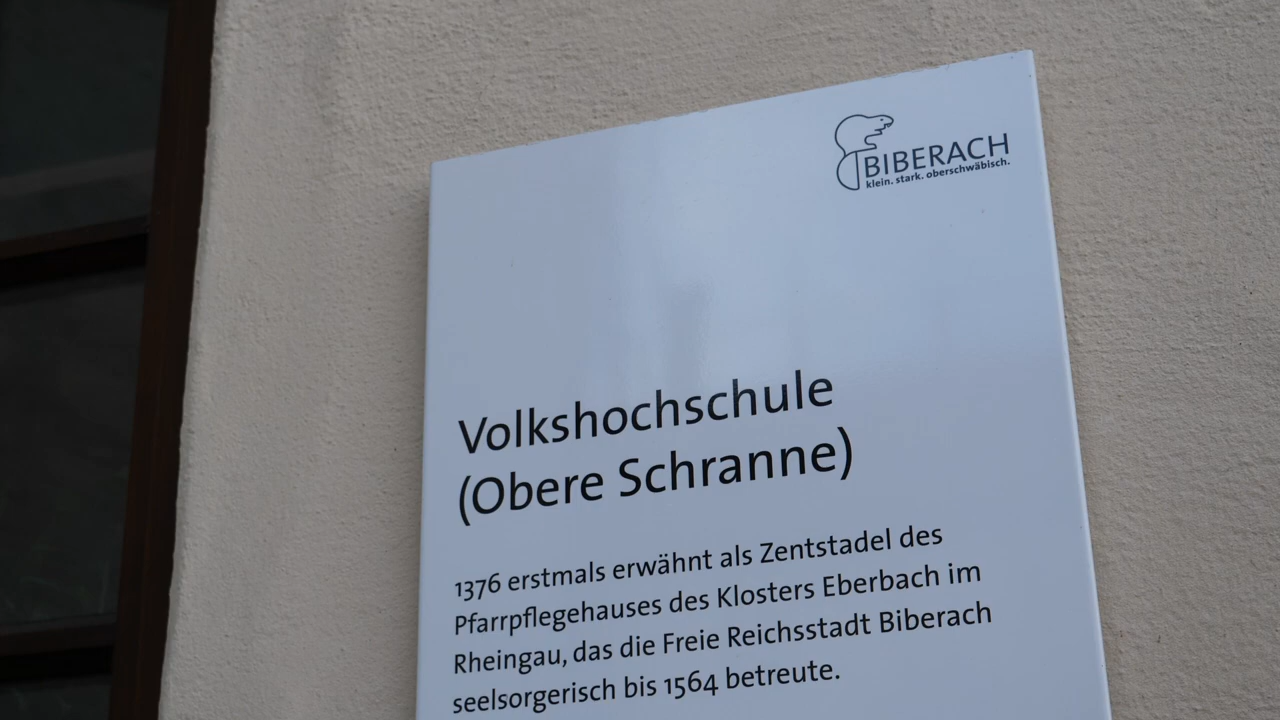 BIBERACH
klein. stark. oberschwäbisch.
Volkshochschule
(Obere Schranne)
1376 erstmals erwähnt als Zentstadel des
Pfarrpflegehauses des Klosters Eberbach im
Rheingau, das die Freie Reichsstadt Biberach
seelsorgerisch bis 1564 betreute.